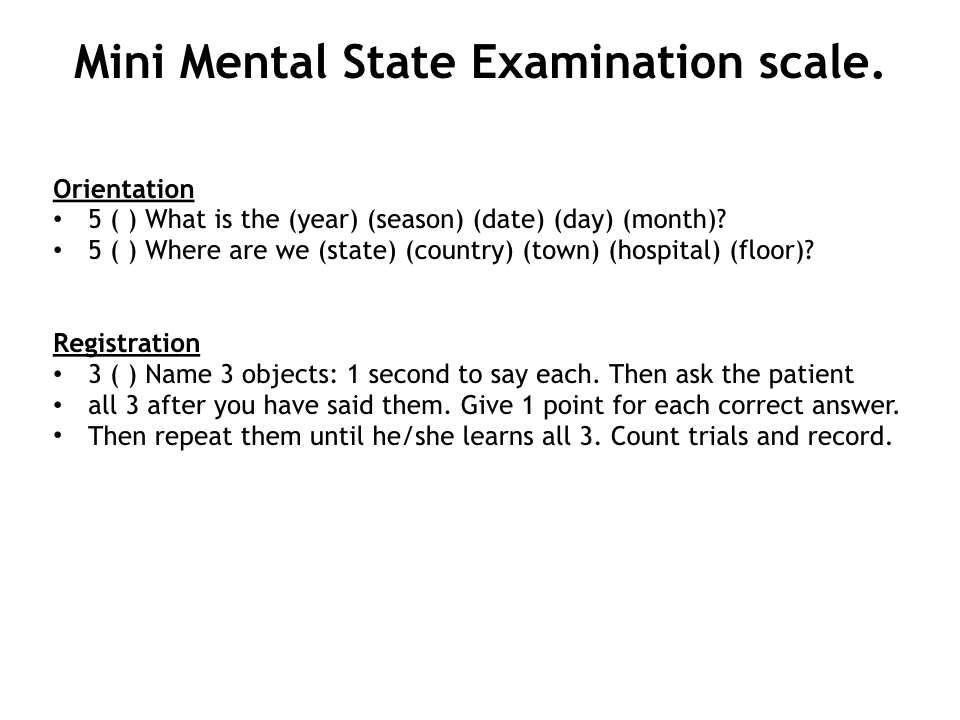 Mini Mental State Examination scale.
Orientation
• 5 ( ) What is the (year) (season) (date) (day) (month)?
• 5 ( ) Where are we (state) (country) (town) (hospital) (floor)?
Registration
• 3 ( ) Name 3 objects: 1 second to say each. Then ask the patient
• all 3 after you have said them. Give 1 point for each correct answer.
• Then repeat them until he/she learns all 3. Count trials and record.